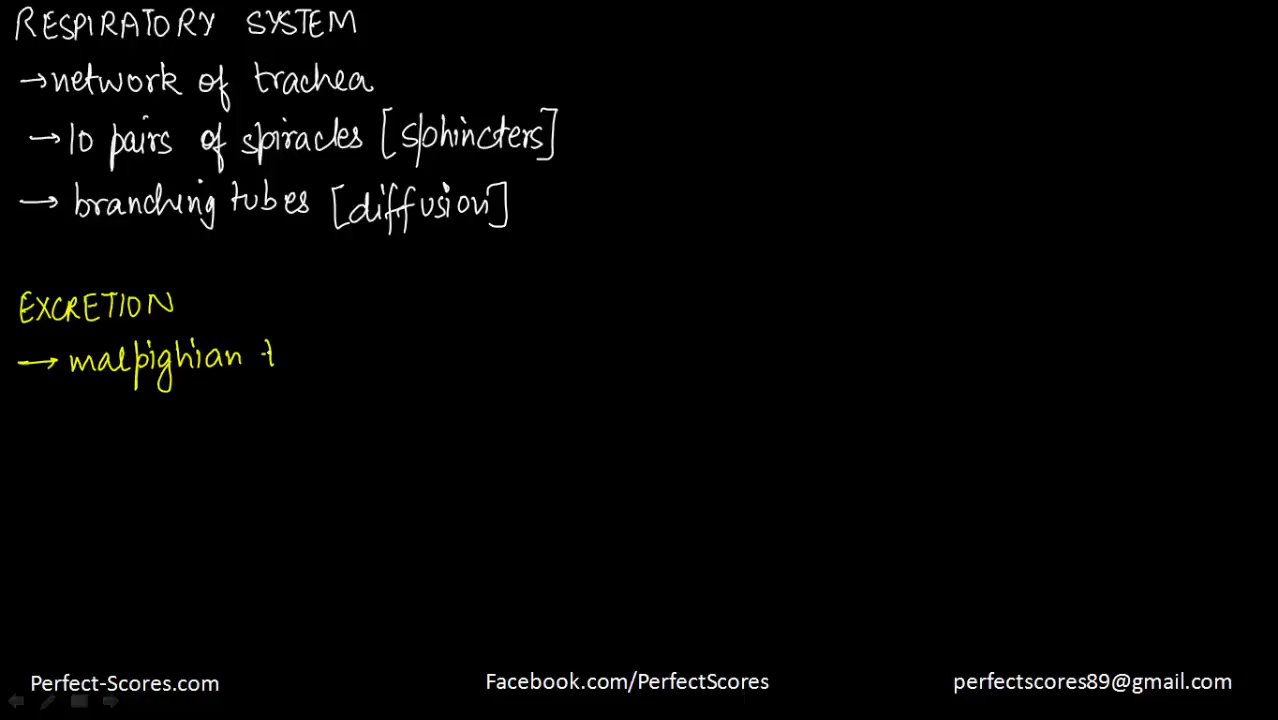 RESPIRATORY SYSTEM
→ network of trachea
→ 10 pairs of spiracles [sphincters]
→ branching tubes [diffusion]
EXCRETION
→ malpighian t
Perfect-Scores.com
Facebook.com/PerfectScores
perfectscores89@gmail.com